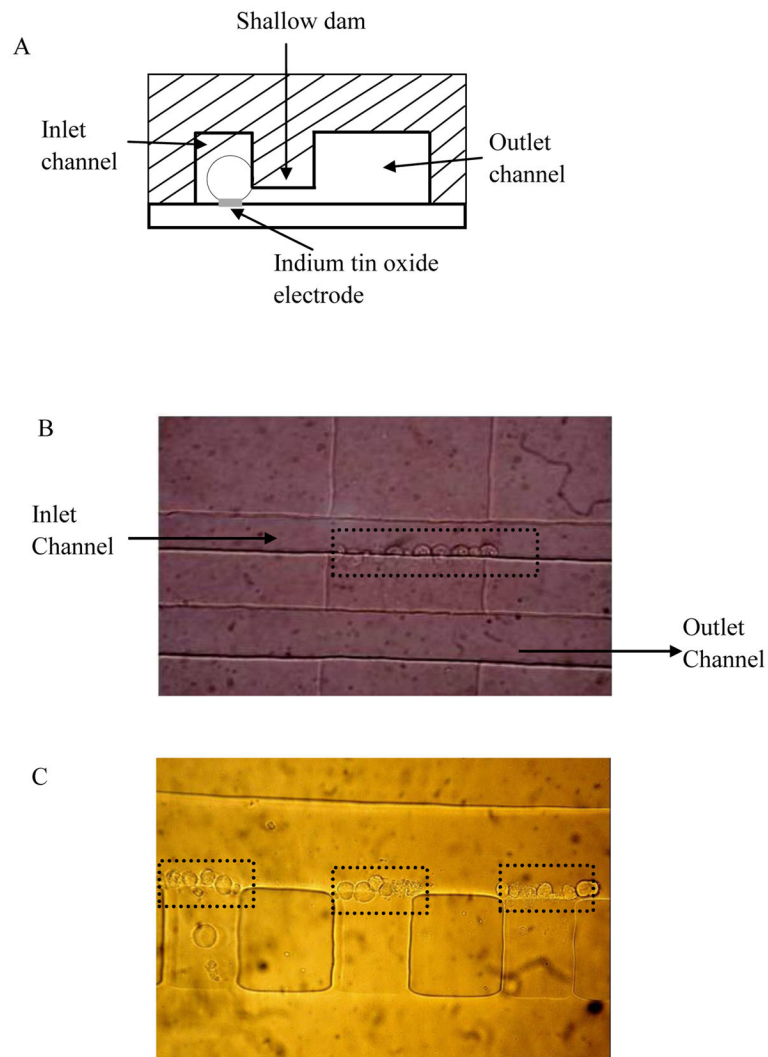 A
Shallow dam
Inlet
channel
Outlet
channel
Indium tin oxide
electrode
B
Inlet
Channel
Outlet
Channel
C